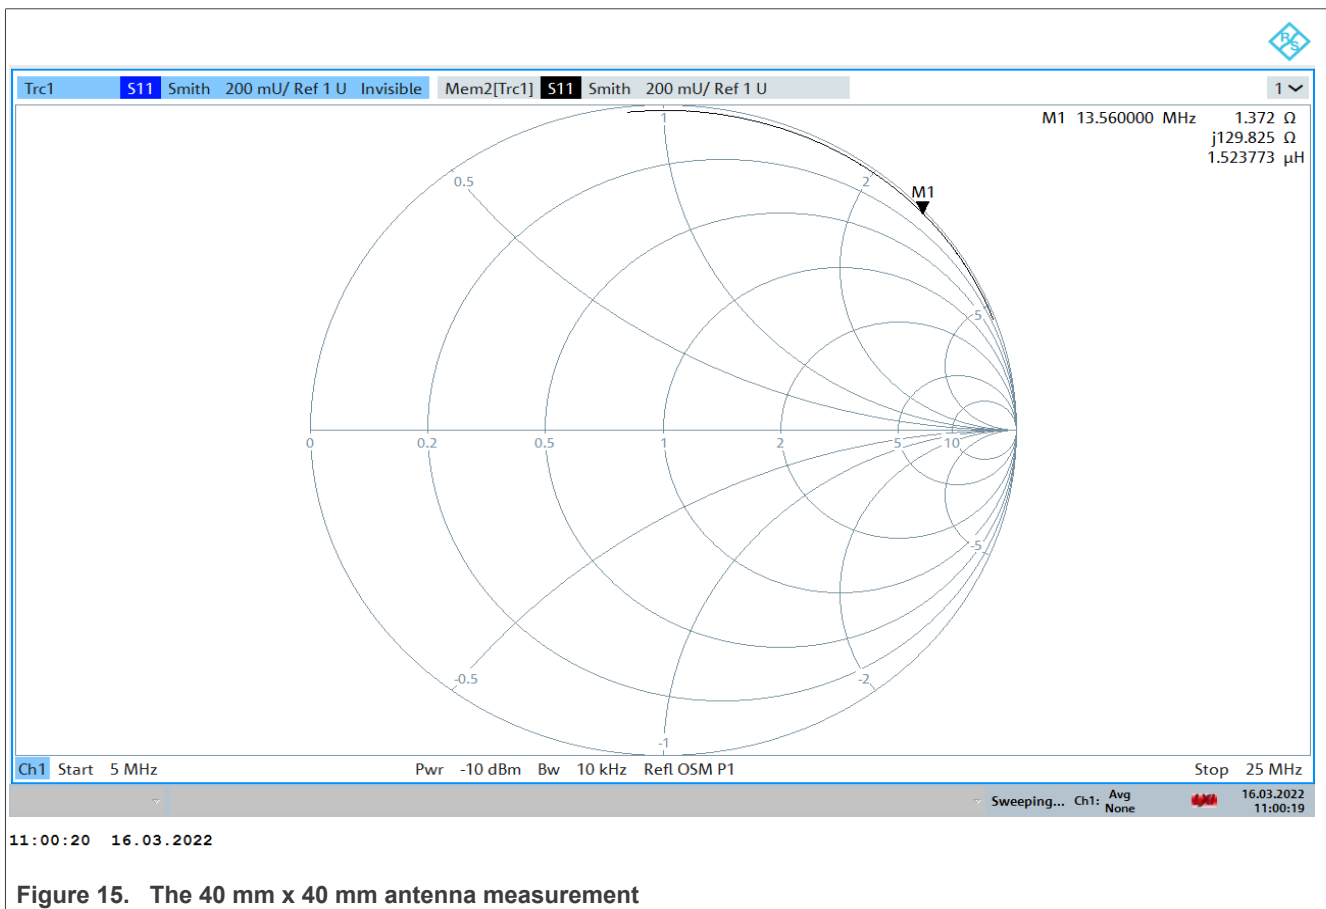 R&S
Trc1 S11 Smith 200 mU/ Ref 1 U Invisible Mem2[Trc1] S11 Smith 200 mU/ Ref 1 U 1
M1 13.560000 MHz 1.372 Ω
j129.825 Ω
1.523773 µH
1
0.5
2
M1
5
0 0.2 0.5 1 2 5 10
-5
-0.5
-2
-1
Ch1 Start 5 MHz Pwr -10 dBm Bw 10 kHz Refl OSM P1 Stop 25 MHz
Sweeping... Ch1: Avg None 16.03.2022
11:00:19
11:00:20 16.03.2022
Figure 15. The 40 mm x 40 mm antenna measurement